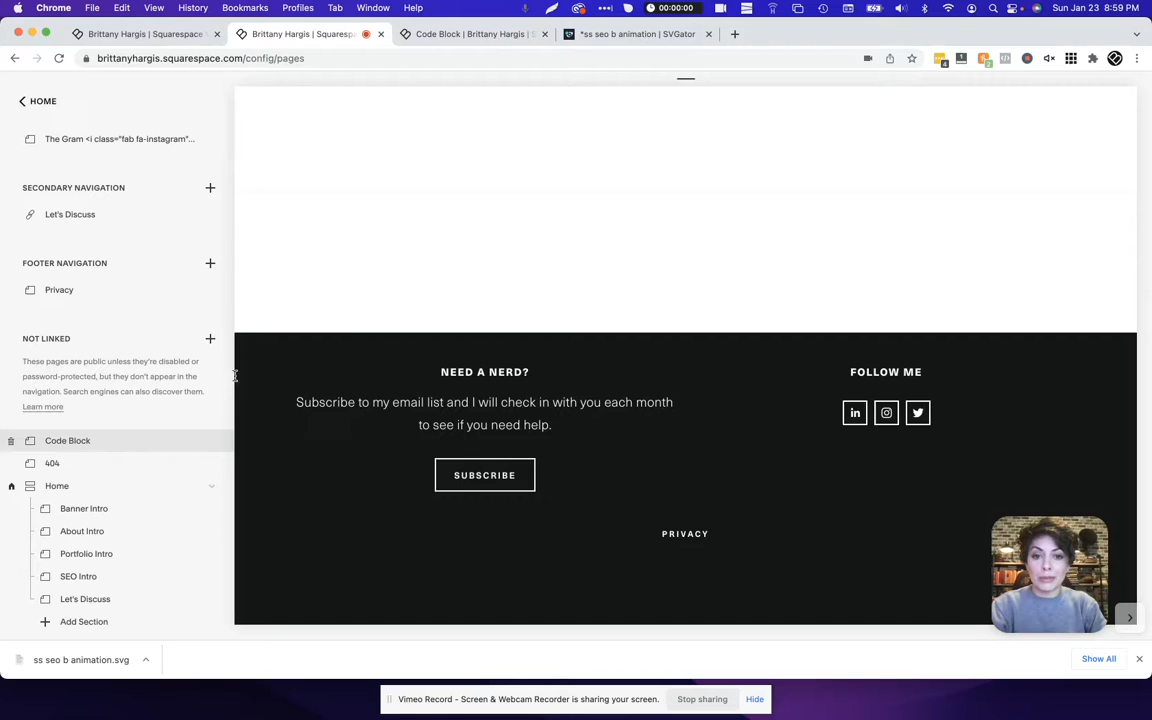 Chrome File Edit View History Bookmarks Profiles Tab Window Help 00:00:00 Sun Jan 23 8:59 PM
Brittany Hargis | Squarespace Brittany Hargis | Squaresp Code Block | Brittany Hargis | S *ss seo b animation | SVGator
brittanyhargis.squarespace.com/config/pages
HOME
The Gram <i class="fab fa-instagram"...
SECONDARY NAVIGATION
Let's Discuss
FOOTER NAVIGATION
Privacy
NOT LINKED
These pages are public unless they're disabled or
password-protected, but they don't appear in the
navigation. Search engines can also discover them.
Learn more
Code Block
404
Home
Banner Intro
About Intro
Portfolio Intro
SEO Intro
Let's Discuss
Add Section
NEED A NERD?
Subscribe to my email list and I will check in with you each month
to see if you need help.
SUBSCRIBE
FOLLOW ME
in
PRIVACY
ss seo b animation.svg
Show All
Vimeo Record - Screen & Webcam Recorder is sharing your screen. Stop sharing Hide